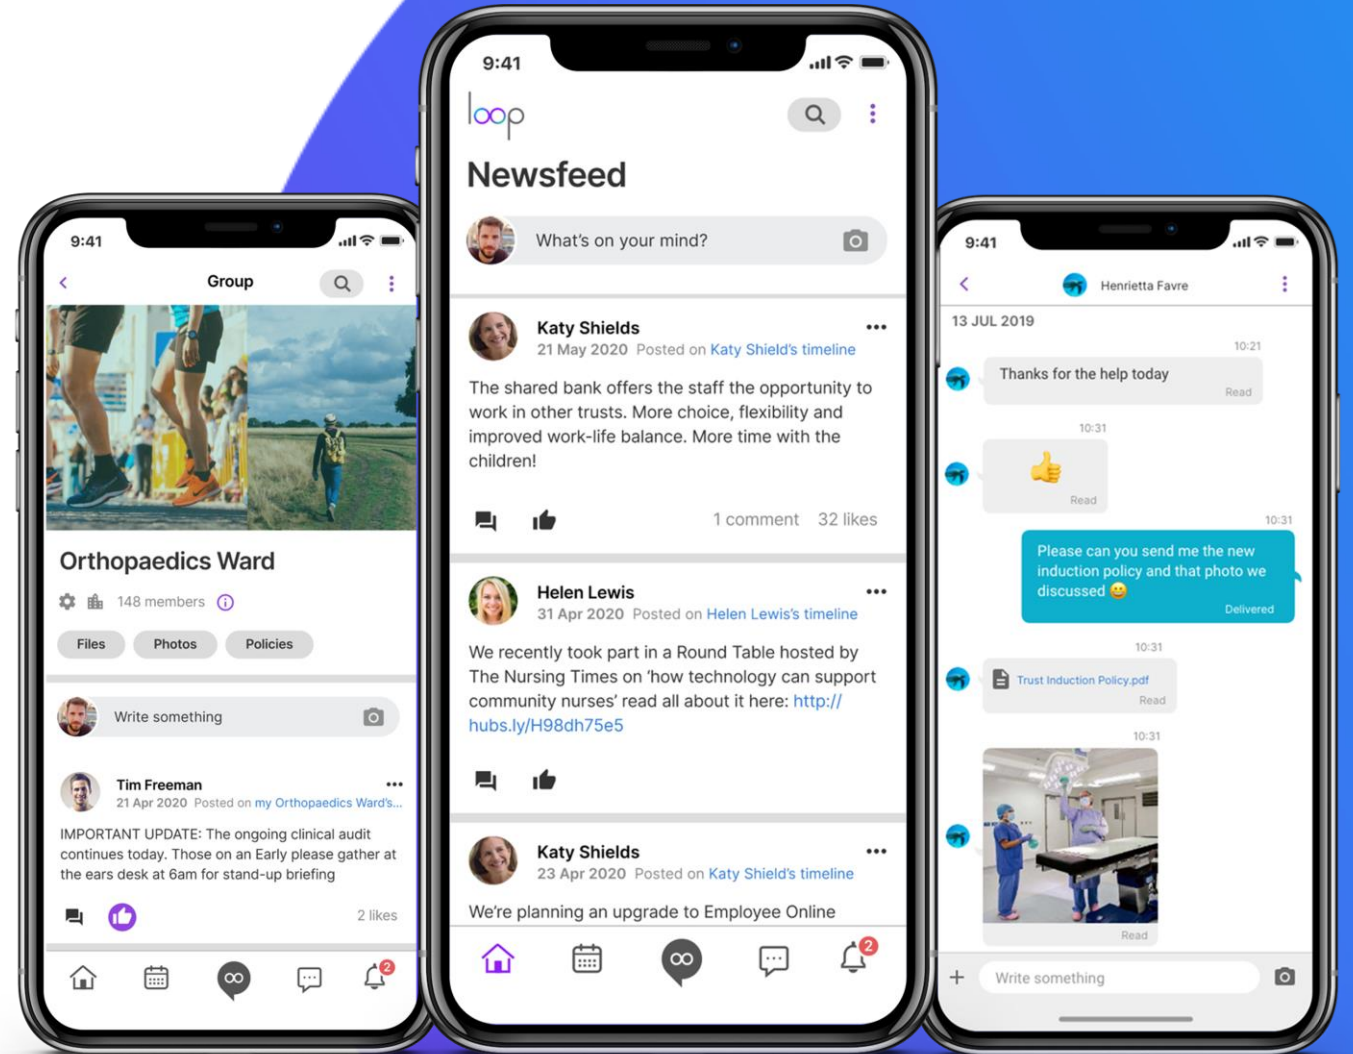 9:41
Group
Orthopaedics Ward
148 members
Files Photos Policies
Write something
Tim Freeman
21 Apr 2020 Posted on my Orthopaedics Ward's...
IMPORTANT UPDATE: The ongoing clinical audit
continues today. Those on an Early please gather at
the ears desk at 6am for stand-up briefing
2 likes
2
9:41
loop
Newsfeed
What's on your mind?
Katy Shields
21 May 2020 Posted on Katy Shield's timeline
The shared bank offers the staff the opportunity to
work in other trusts. More choice, flexibility and
improved work-life balance. More time with the
children!
1 comment 32 likes
Helen Lewis
31 Apr 2020 Posted on Helen Lewis's timeline
We recently took part in a Round Table hosted by
The Nursing Times on 'how technology can support
community nurses' read all about it here: http://
hubs.ly/H98dh75e5
Katy Shields
23 Apr 2020 Posted on Katy Shield's timeline
We're planning an upgrade to Employee Online
2
9:41
Henrietta Favre
13 JUL 2019
10:21
Thanks for the help today
Read
10:31
👍
Read
10:31
Please can you send me the new
induction policy and that photo we
discussed 😀
Delivered
10:31
Trust Induction Policy.pdf
Read
10:31
Read
Write something